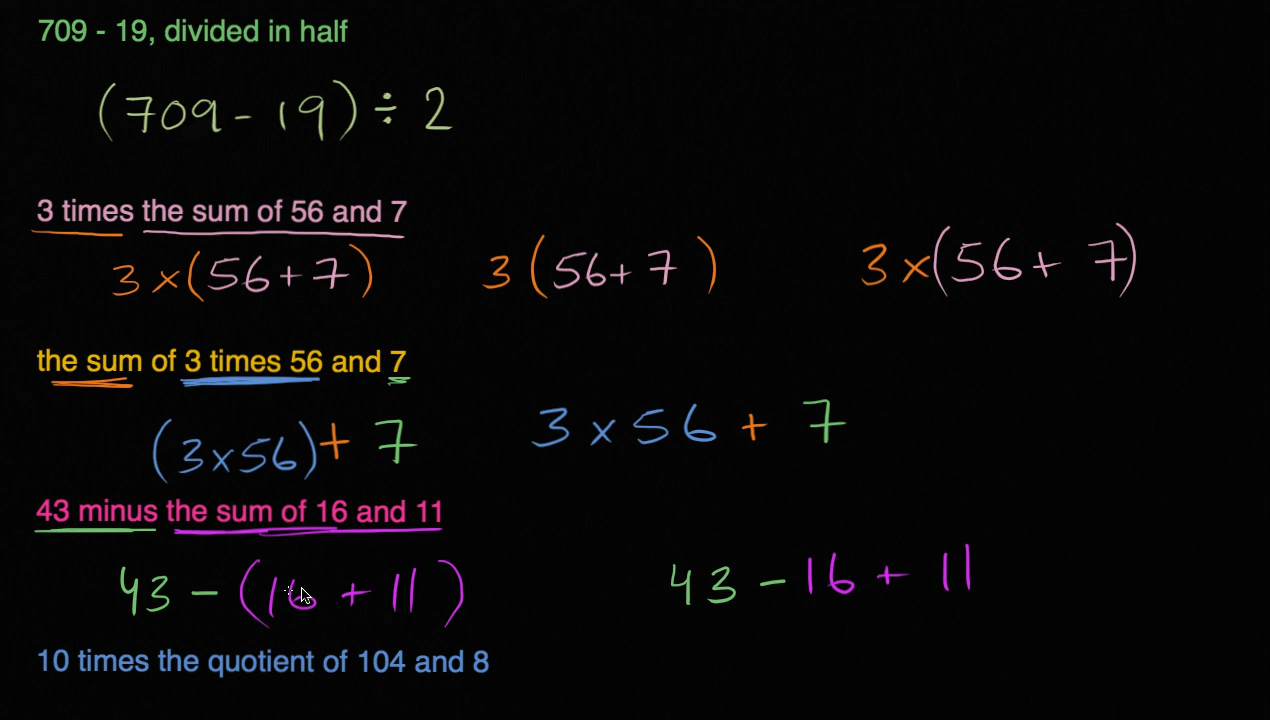 709 - 19, divided in half
(709 - 19) ÷ 2
3 times the sum of 56 and 7
3 × (56 + 7) 3 (56 + 7) 3 × (56 + 7)
the sum of 3 times 56 and 7
(3 × 56) + 7 3 × 56 + 7
43 minus the sum of 16 and 11
43 - (16 + 11) 43 - 16 + 11
10 times the quotient of 104 and 8